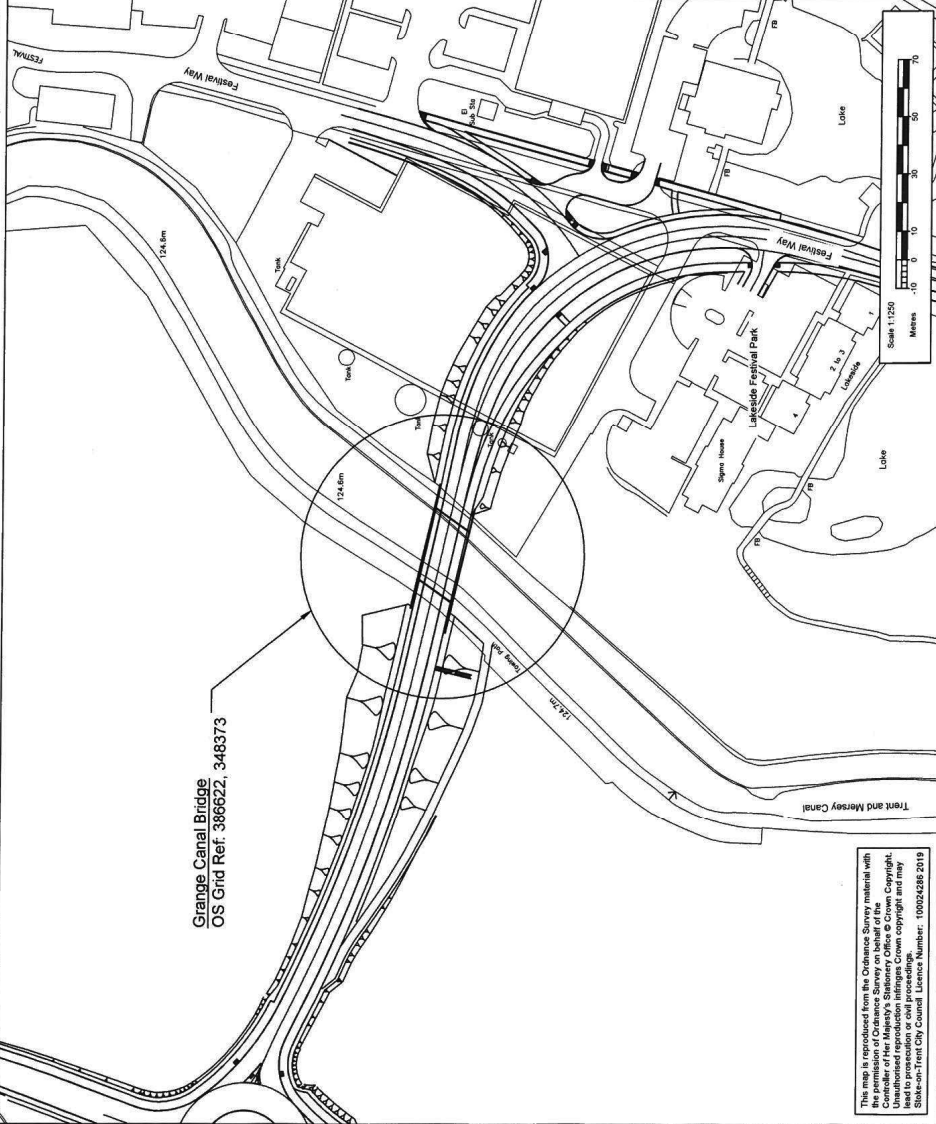 FESTIVAL
Festival Way
El
Sub Sta
FB
Lake
FB
124.6m
Tank
Tank
Tank
Tank
124.6m
Festival Way
Lakeside Festival Park
1
2 to 3
Lakeside
4
Sigma House
FB
FB
Lake
Towing Path
124.7m
Trent and Mersey Canal
Grange Canal Bridge
OS Grid Ref: 386622, 348373
Scale 1:1250
-10 0 10 30 50 70
Metres
This map is reproduced from the Ordnance Survey material with
the permission of Ordnance Survey on behalf of the
Controller of Her Majesty's Stationery Office © Crown Copyright.
Unauthorised reproduction infringes Crown copyright and may
lead to prosecution or civil proceedings.
Stoke-on-Trent City Council Licence Number: 100024286 2019